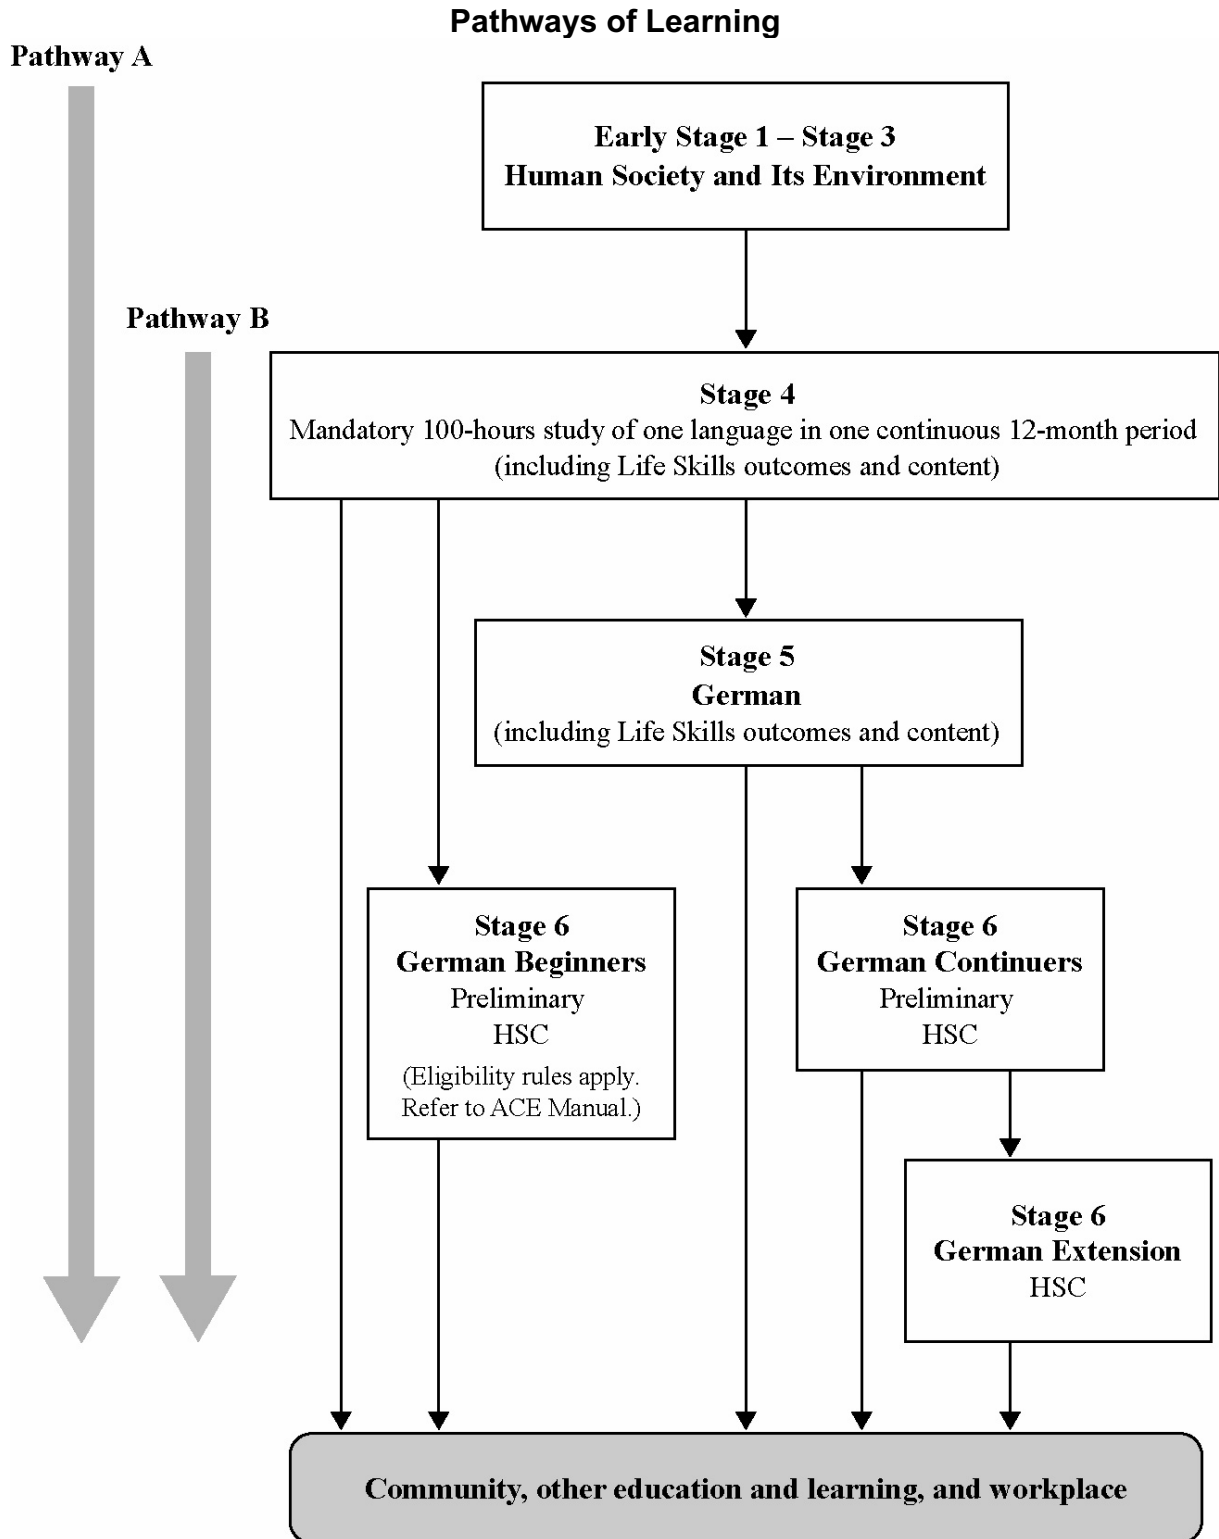 Pathways of Learning
Pathway A
Early Stage 1 – Stage 3
Human Society and Its Environment
Pathway B
Stage 4
Mandatory 100-hours study of one language in one continuous 12-month period
(including Life Skills outcomes and content)
Stage 5
German
(including Life Skills outcomes and content)
Stage 6
German Beginners
Preliminary
HSC
(Eligibility rules apply.
Refer to ACE Manual.)
Stage 6
German Continuers
Preliminary
HSC
Stage 6
German Extension
HSC
Community, other education and learning, and workplace